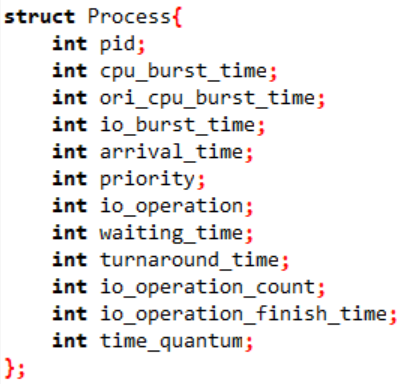 struct Process{
    int pid;
    int cpu_burst_time;
    int ori_cpu_burst_time;
    int io_burst_time;
    int arrival_time;
    int priority;
    int io_operation;
    int waiting_time;
    int turnaround_time;
    int io_operation_count;
    int io_operation_finish_time;
    int time_quantum;
};